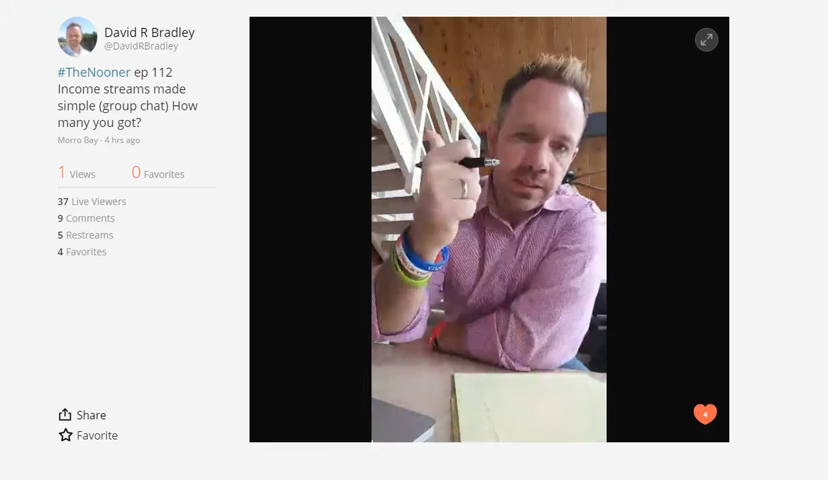 David R Bradley
@DavidRBradley
#TheNooner ep 112
Income streams made
simple (group chat) How
many you got?
Morro Bay - 4 hrs ago
1 Views 0 Favorites
37 Live Viewers
9 Comments
5 Restreams
4 Favorites
Share
Favorite
4